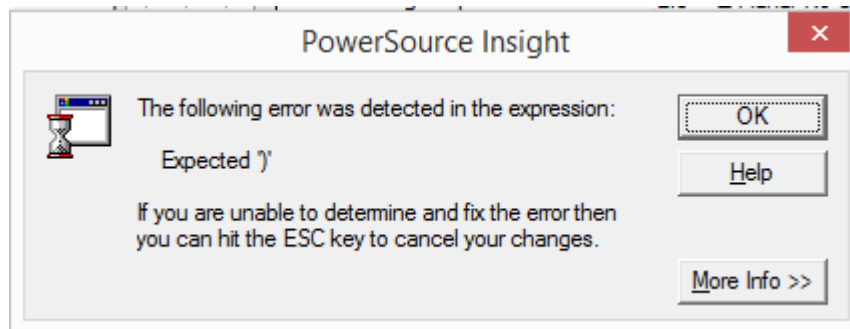 PowerSource Insight
×
The following error was detected in the expression:
OK
Expected ')'
Help
If you are unable to determine and fix the error then
you can hit the ESC key to cancel your changes.
More Info >>